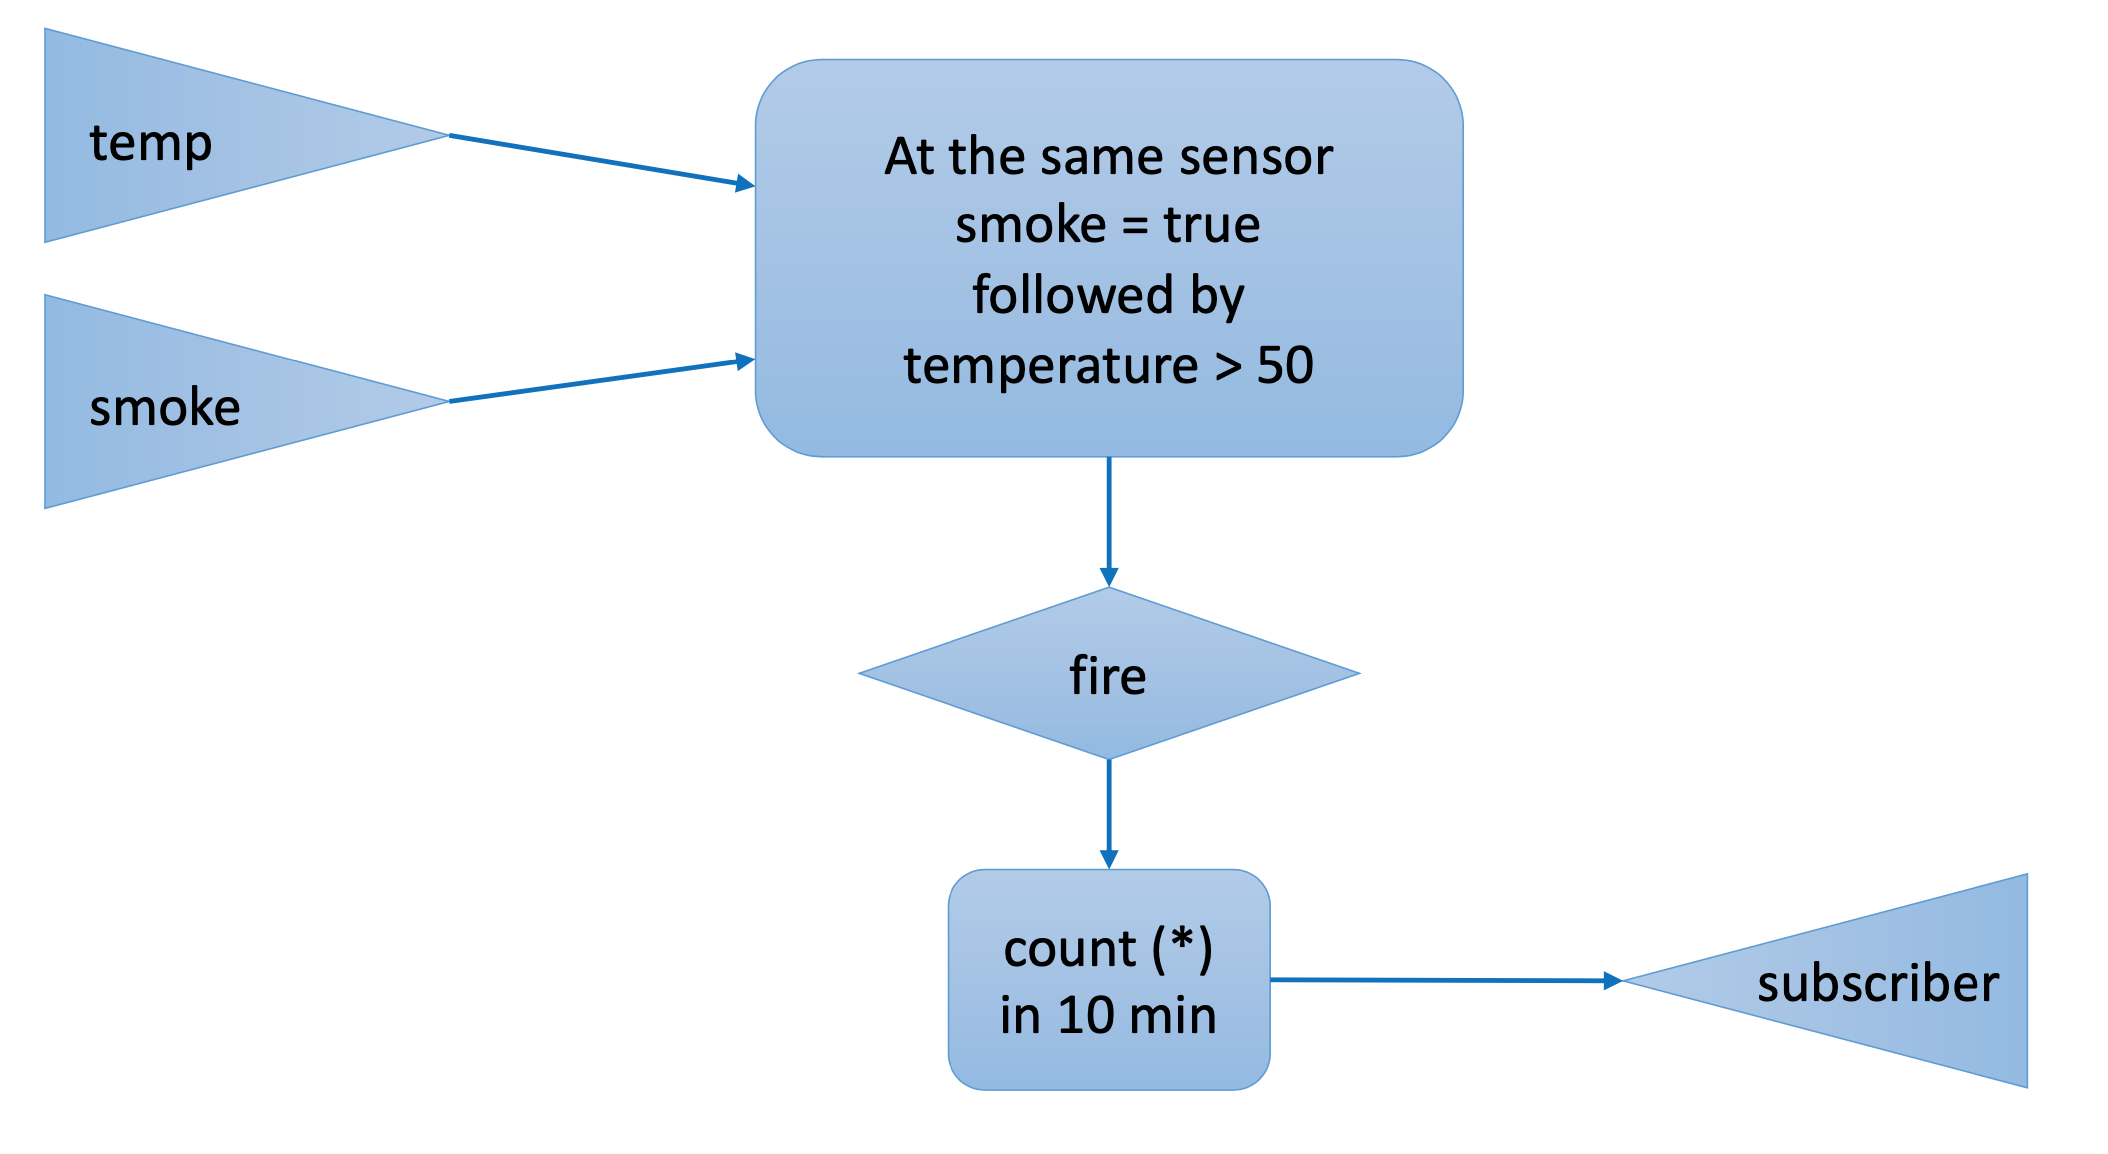 temp
smoke
At the same sensor
smoke = true
followed by
temperature > 50
fire
count (*)
in 10 min
subscriber